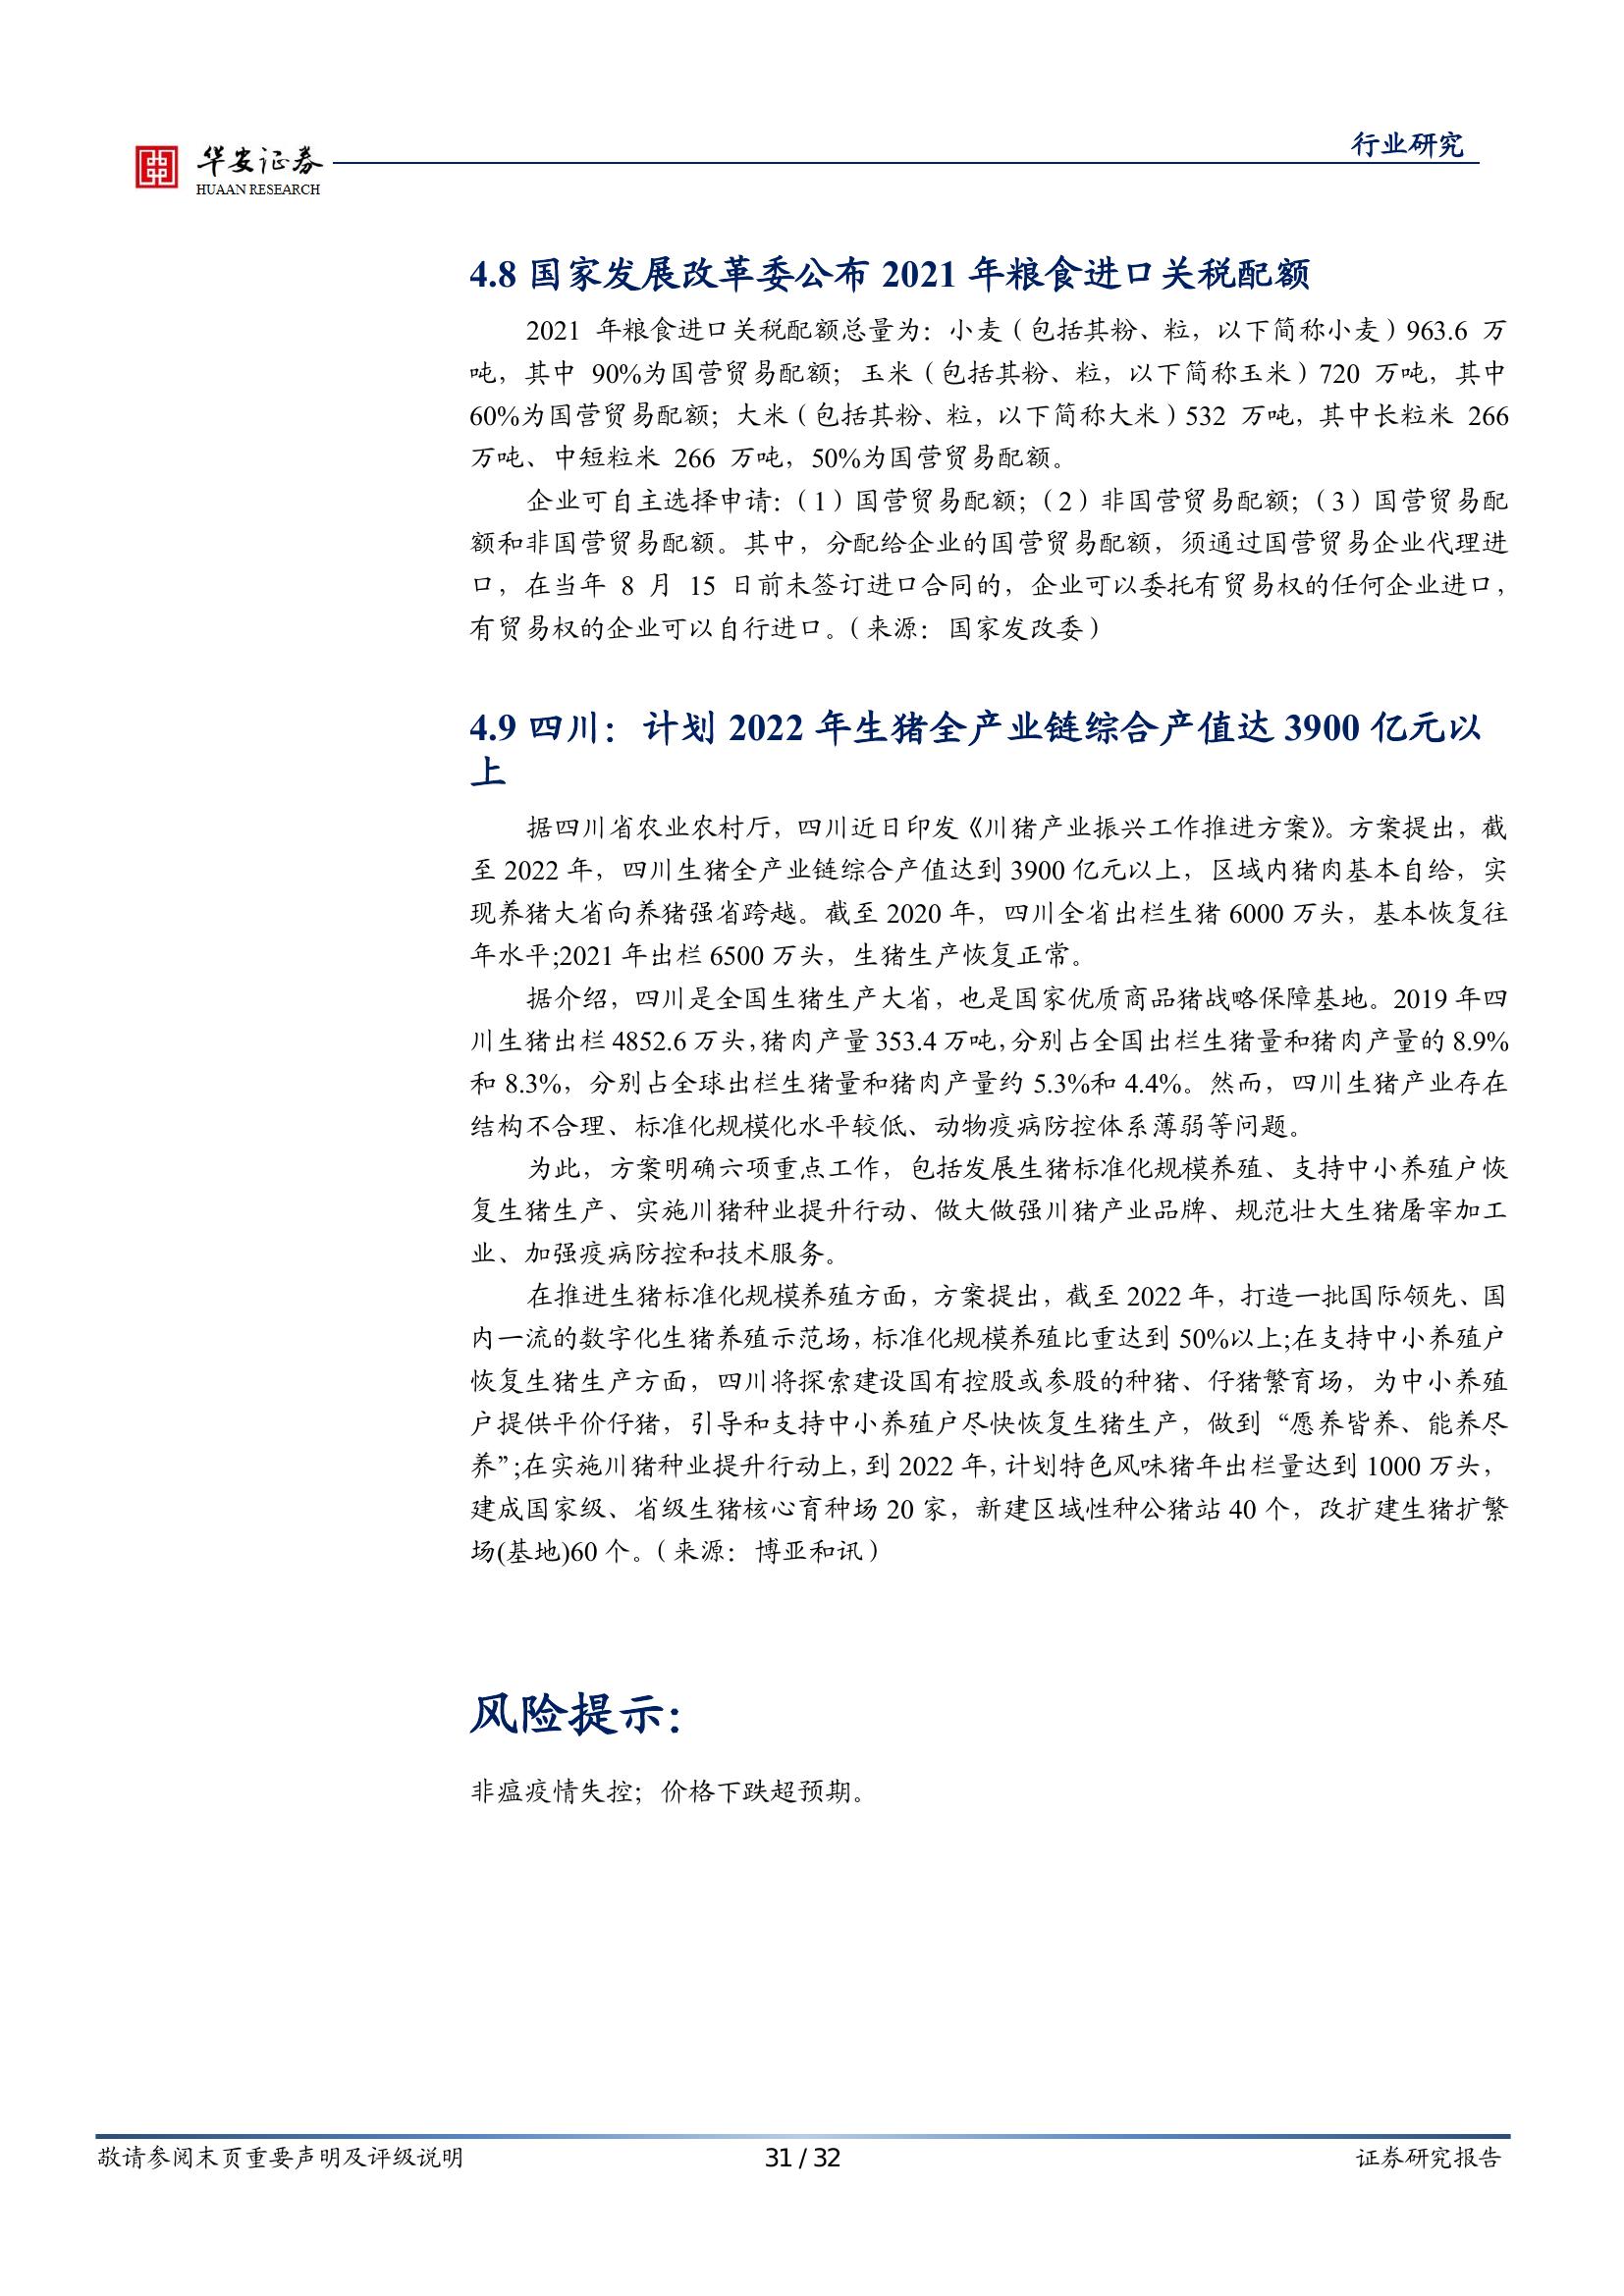 华安证券
HUAAN RESEARCH
行业研究
4.8 国家发展改革委公布 2021 年粮食进口关税配额
2021 年粮食进口关税配额总量为：小麦（包括其粉、粒，以下简称小麦）963.6 万
吨，其中 90%为国营贸易配额；玉米（包括其粉、粒，以下简称玉米）720 万吨，其中
60%为国营贸易配额；大米（包括其粉、粒，以下简称大米）532 万吨，其中长粒米 266
万吨、中短粒米 266 万吨，50%为国营贸易配额。
企业可自主选择申请：（1）国营贸易配额；（2）非国营贸易配额；（3）国营贸易配
额和非国营贸易配额。其中，分配给企业的国营贸易配额，须通过国营贸易企业代理进
口，在当年 8 月 15 日前未签订进口合同的，企业可以委托有贸易权的任何企业进口，
有贸易权的企业可以自行进口。（来源：国家发改委）
4.9 四川：计划 2022 年生猪全产业链综合产值达 3900 亿元以
上
据四川省农业农村厅，四川近日印发《川猪产业振兴工作推进方案》。方案提出，截
至 2022 年，四川生猪全产业链综合产值达到 3900 亿元以上，区域内猪肉基本自给，实
现养猪大省向养猪强省跨越。截至 2020 年，四川全省出栏生猪 6000 万头，基本恢复往
年水平;2021 年出栏 6500 万头，生猪生产恢复正常。
据介绍，四川是全国生猪生产大省，也是国家优质商品猪战略保障基地。2019 年四
川生猪出栏 4852.6 万头，猪肉产量 353.4 万吨，分别占全国出栏生猪量和猪肉产量的 8.9%
和 8.3%，分别占全球出栏生猪量和猪肉产量约 5.3%和 4.4%。然而，四川生猪产业存在
结构不合理、标准化规模化水平较低、动物疫病防控体系薄弱等问题。
为此，方案明确六项重点工作，包括发展生猪标准化规模养殖、支持中小养殖户恢
复生猪生产、实施川猪种业提升行动、做大做强川猪产业品牌、规范壮大生猪屠宰加工
业、加强疫病防控和技术服务。
在推进生猪标准化规模养殖方面，方案提出，截至 2022 年，打造一批国际领先、国
内一流的数字化生猪养殖示范场，标准化规模养殖比重达到 50%以上;在支持中小养殖户
恢复生猪生产方面，四川将探索建设国有控股或参股的种猪、仔猪繁育场，为中小养殖
户提供平价仔猪，引导和支持中小养殖户尽快恢复生猪生产，做到“愿养皆养、能养尽
养”;在实施川猪种业提升行动上，到 2022 年，计划特色风味猪年出栏量达到 1000 万头，
建成国家级、省级生猪核心育种场 20 家，新建区域性种公猪站 40 个，改扩建生猪扩繁
场(基地)60 个。（来源：博亚和讯）
风险提示：
非瘟疫情失控；价格下跌超预期。
敬请参阅末页重要声明及评级说明
31 / 32
证券研究报告